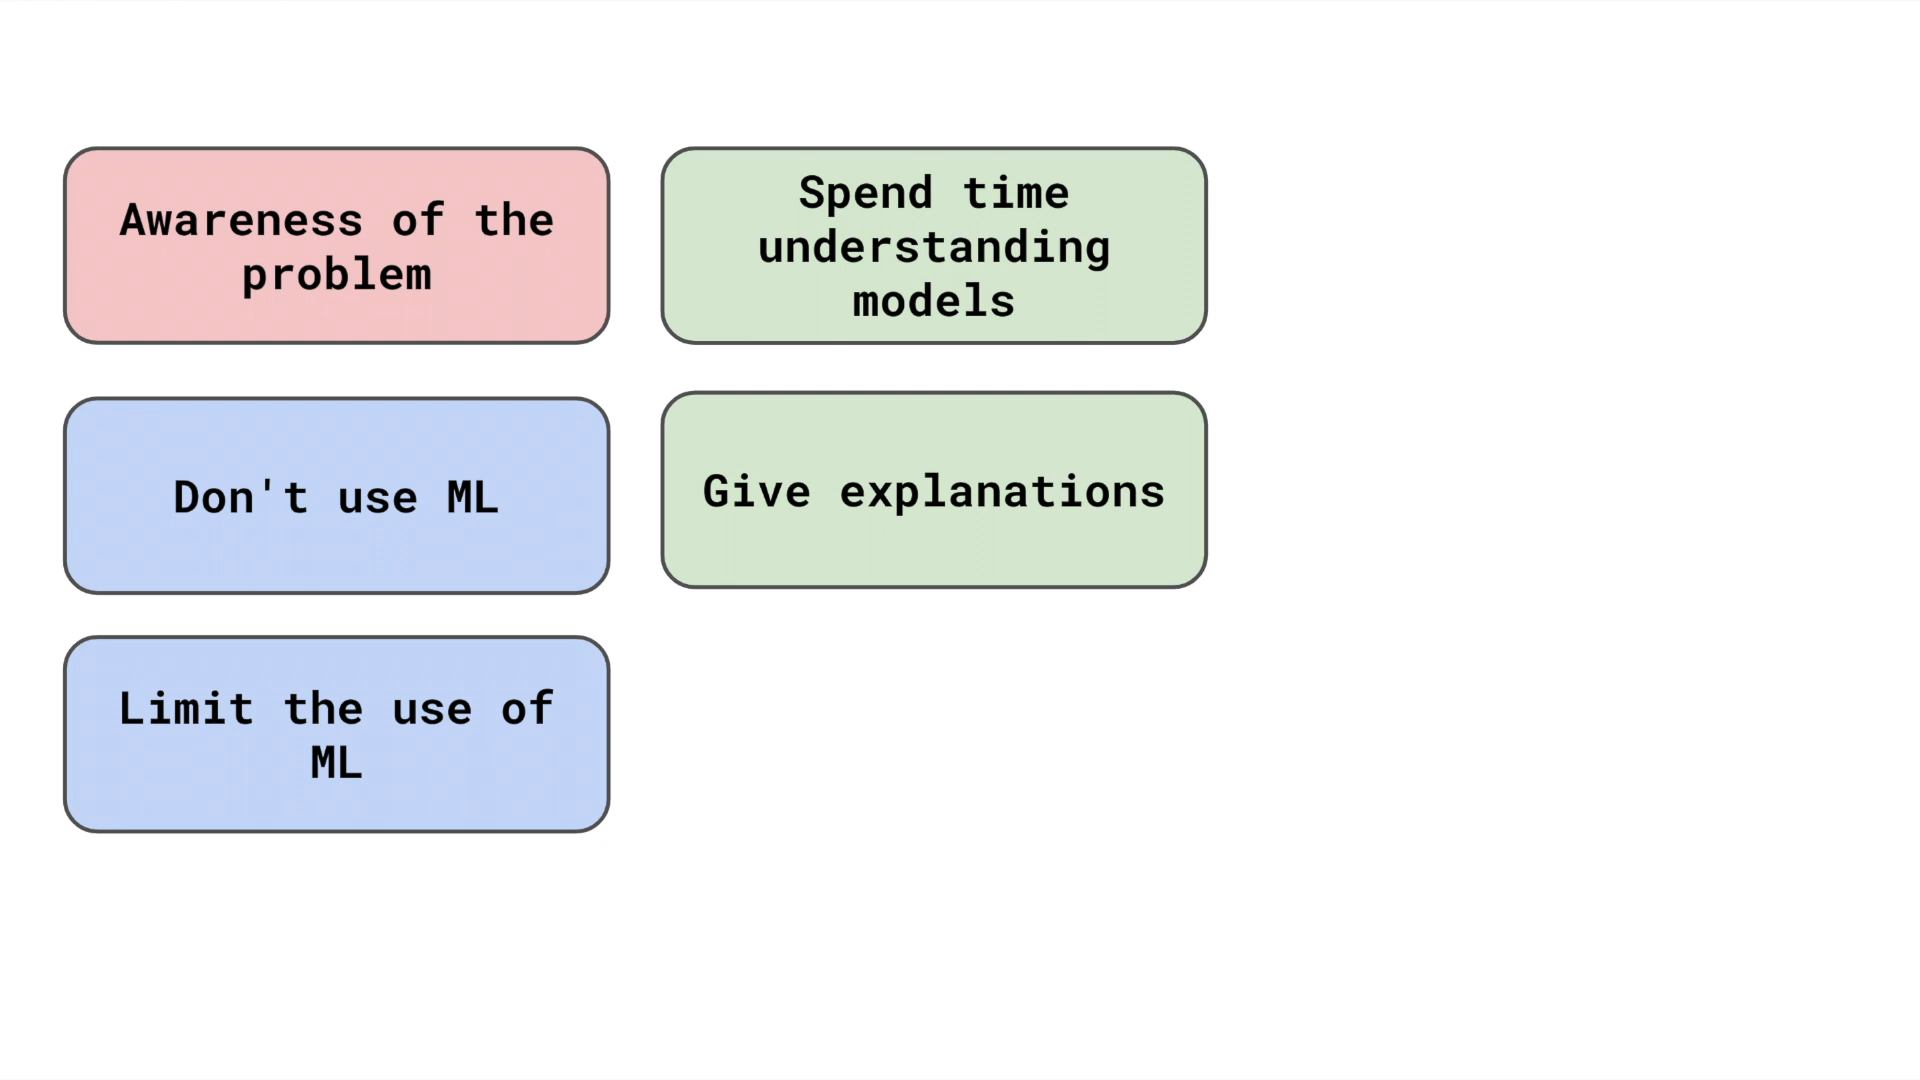 Awareness of the
problem
Don't use ML
Limit the use of
ML
Spend time
understanding
models
Give explanations